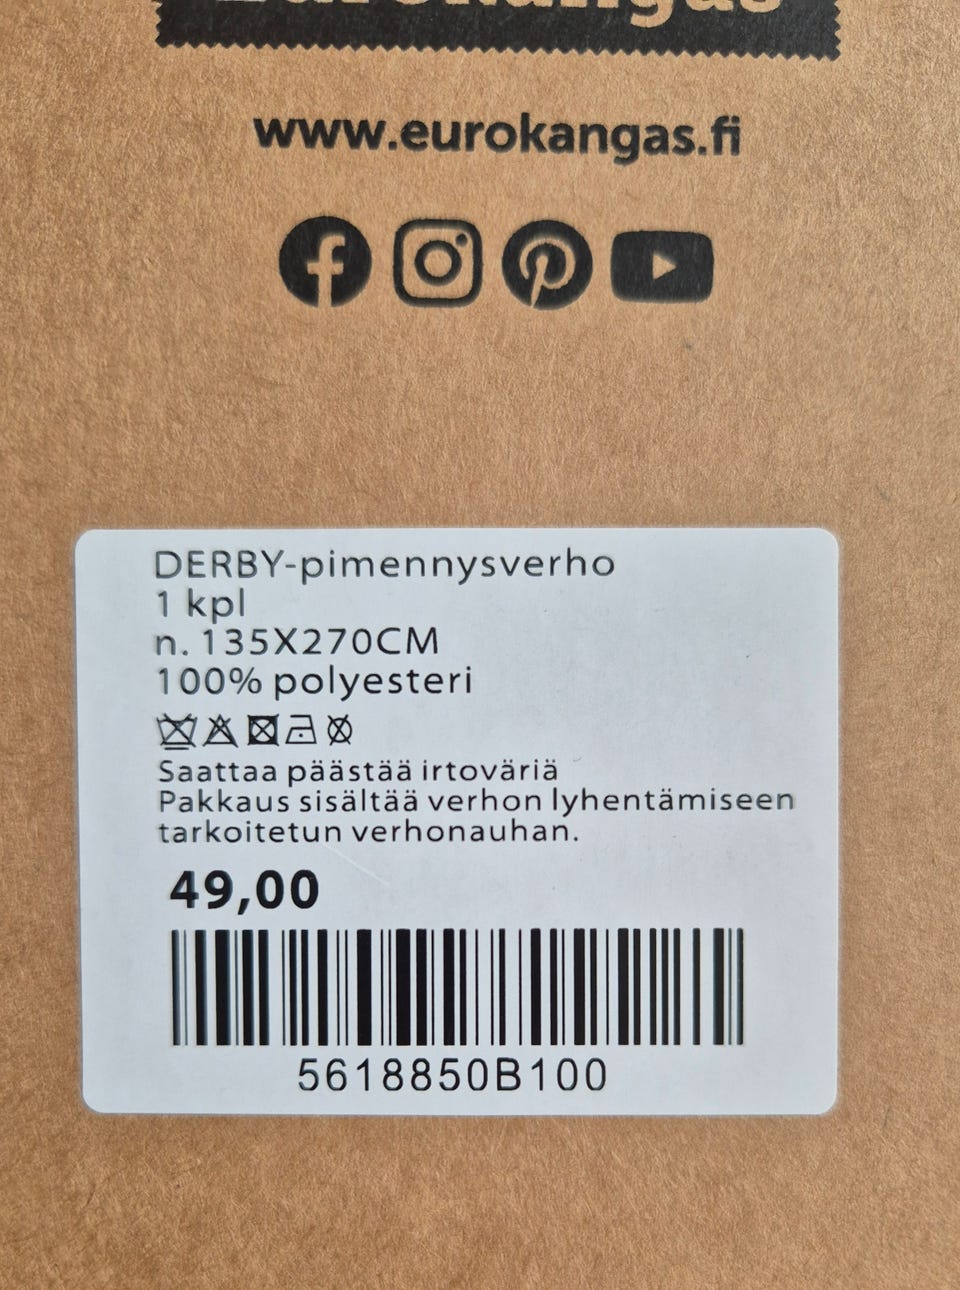 Eurokangas
www.eurokangas.fi
DERBY-pimennysverho
1 kpl
n. 135X270CM
100% polyesteri
Saattaa päästää irtoväriä
Pakkaus sisältää verhon lyhentämiseen
tarkoitetun verhonauhan.
49,00
5618850B100